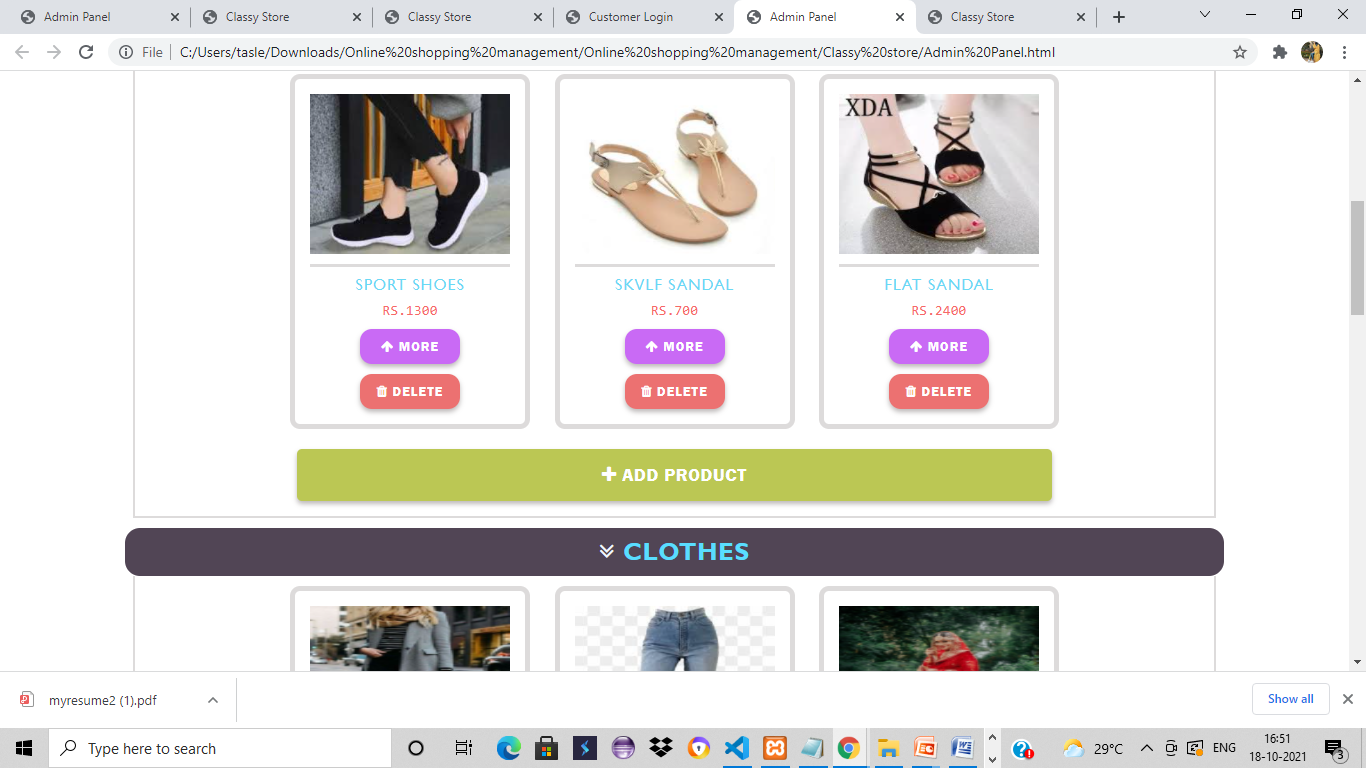 Admin Panel
Classy Store
Classy Store
Customer Login
Admin Panel
Classy Store
File
C:/Users/tasle/Downloads/Online%20shopping%20management/Online%20shopping%20management/Classy%20store/Admin%20Panel.html
XDA
SPORT SHOES
SKVLF SANDAL
FLAT SANDAL
RS.1300
RS.700
RS.2400
MORE
MORE
MORE
DELETE
DELETE
DELETE
ADD PRODUCT
CLOTHES
myresume2 (1).pdf
Show all
Type here to search
29°C
ENG
16:51
18-10-2021
3